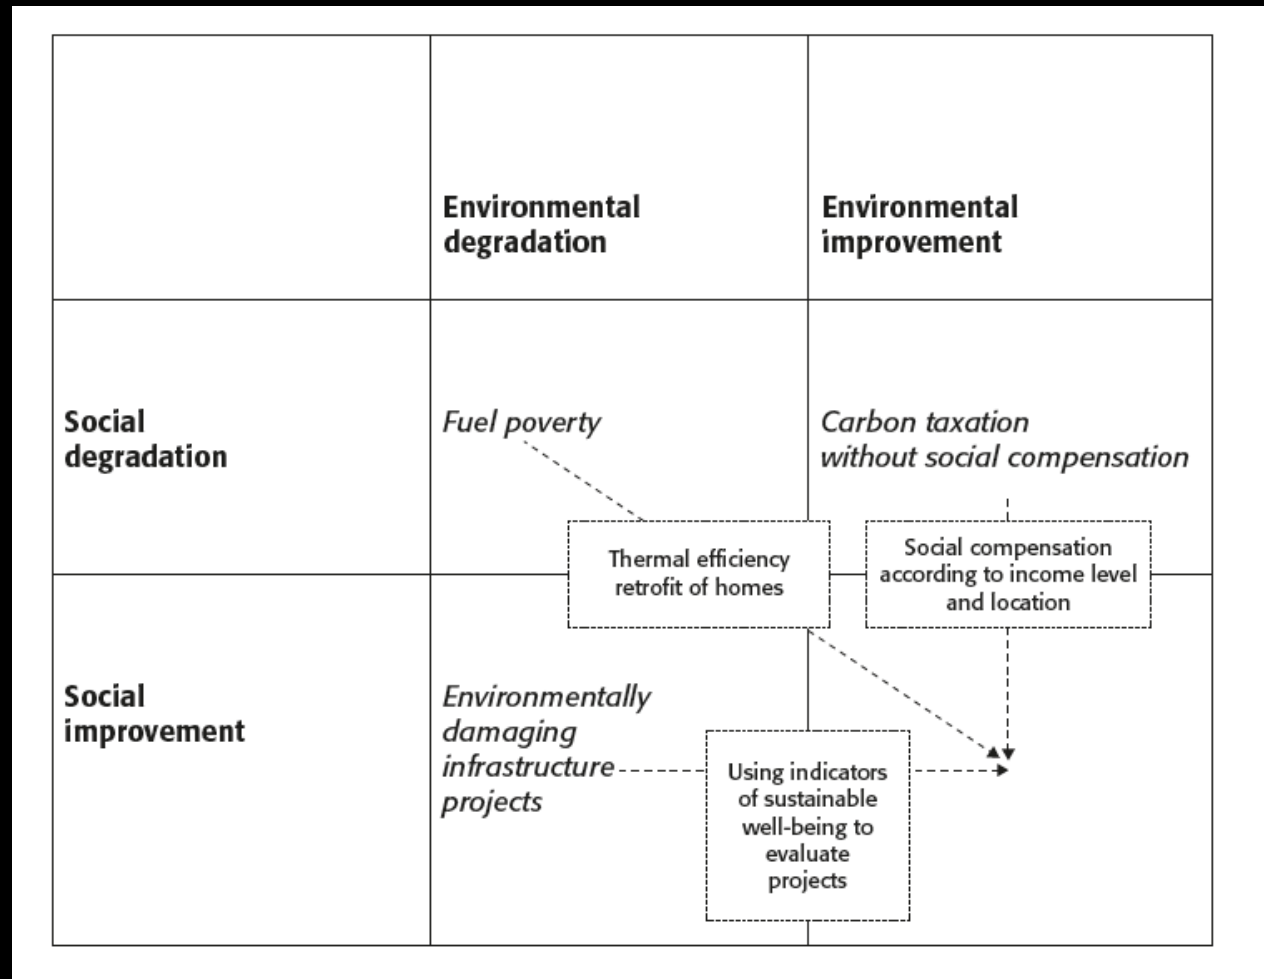 Environmental
degradation
Environmental
improvement
Social
degradation
Fuel poverty
Carbon taxation
without social compensation
Thermal efficiency
retrofit of homes
Social compensation
according to income level
and location
Social
improvement
Environmentally
damaging
infrastructure
projects
Using indicators
of sustainable
well-being to
evaluate
projects